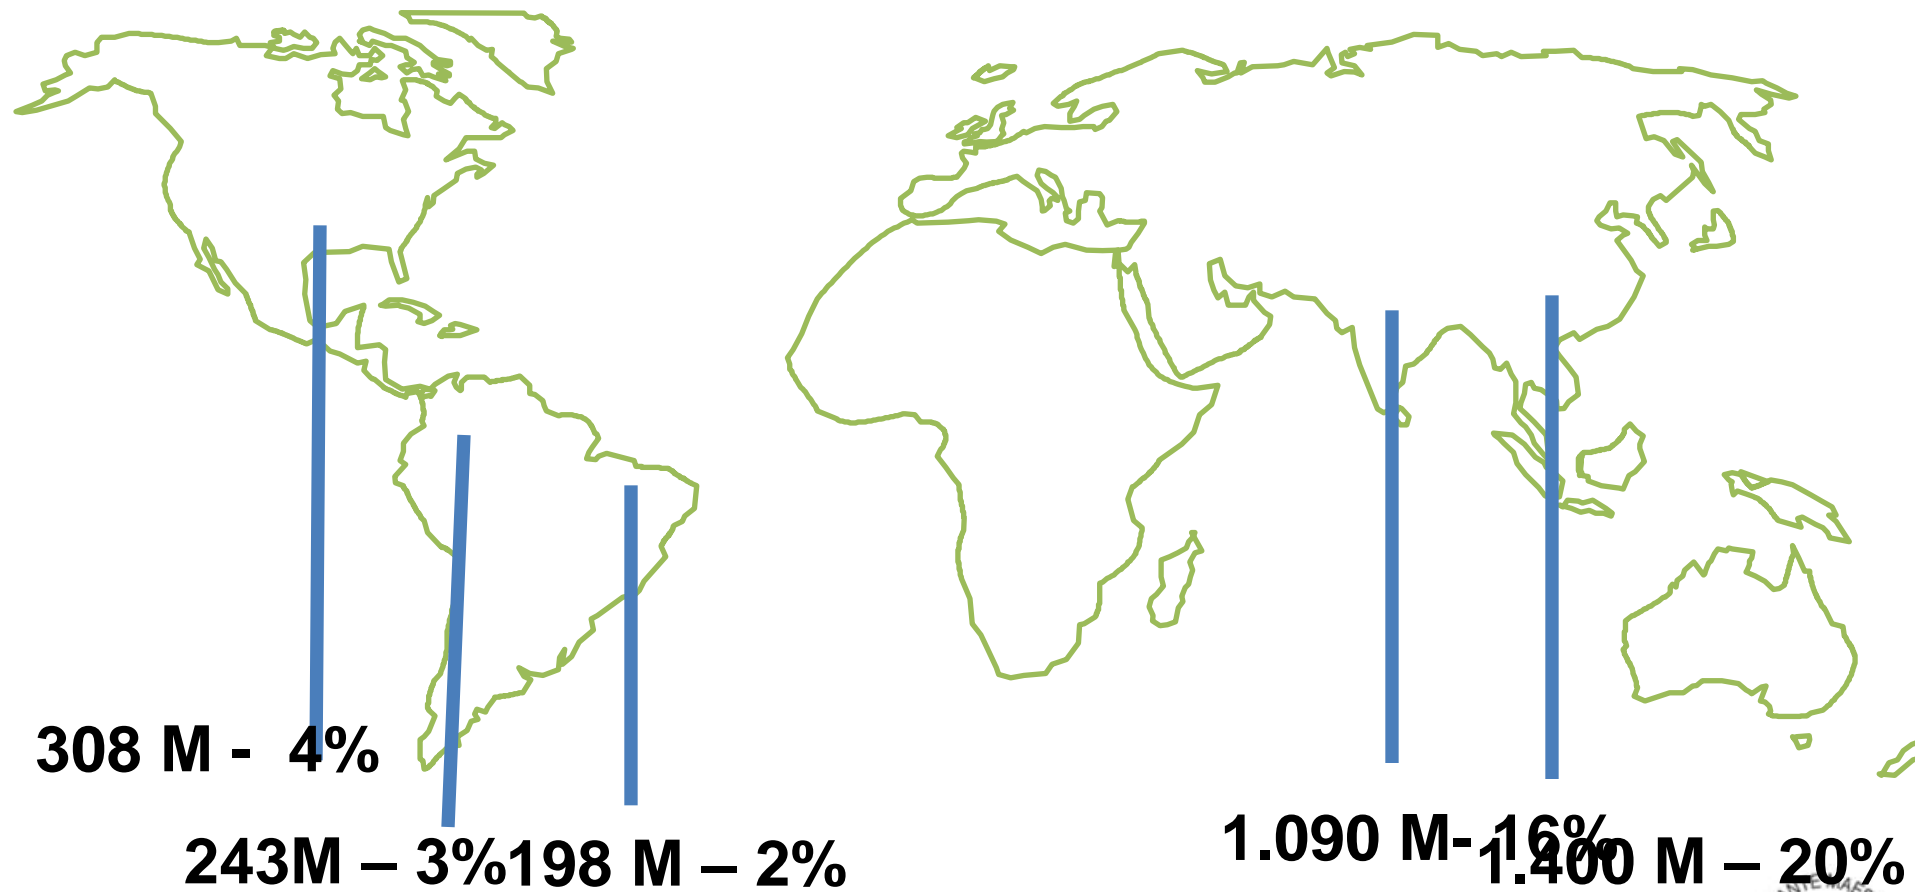 308 M - 4%
243M – 3%
198 M – 2%
1.090 M- 16%
1.400 M – 20%